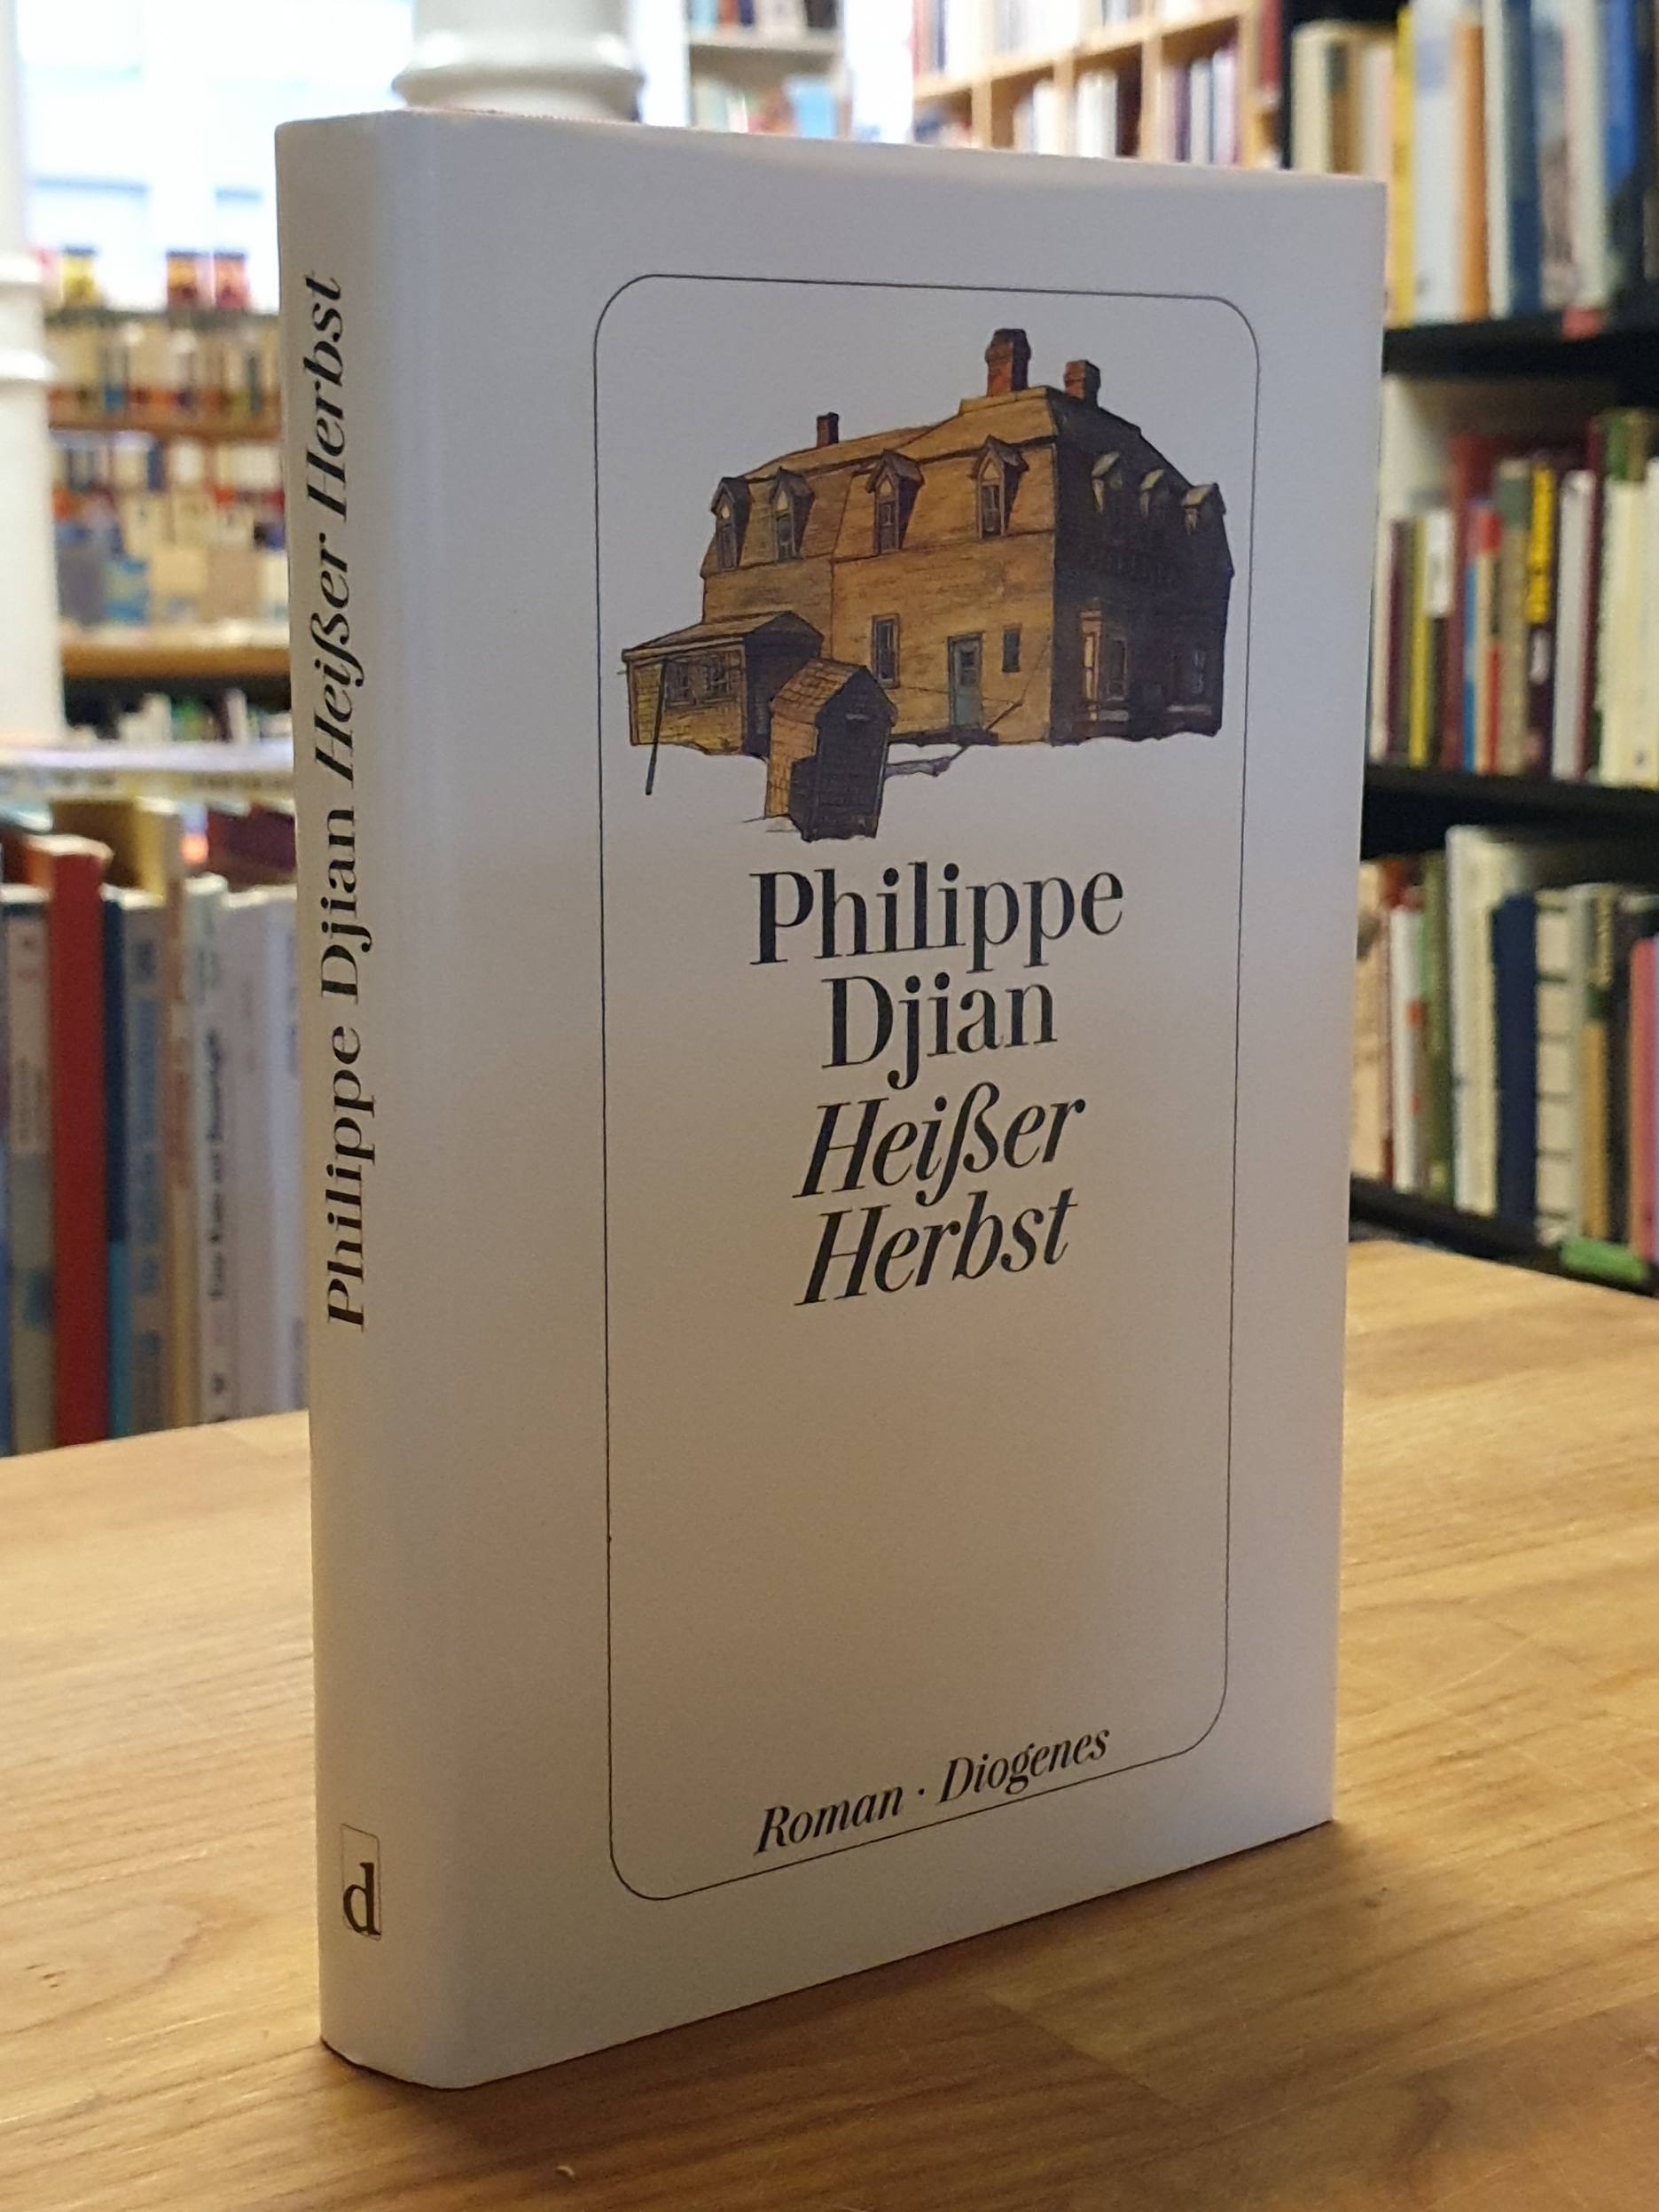 Philippe Djian Heißer Herbst
d
Philippe
Djian
Heißer
Herbst
Roman · Diogenes